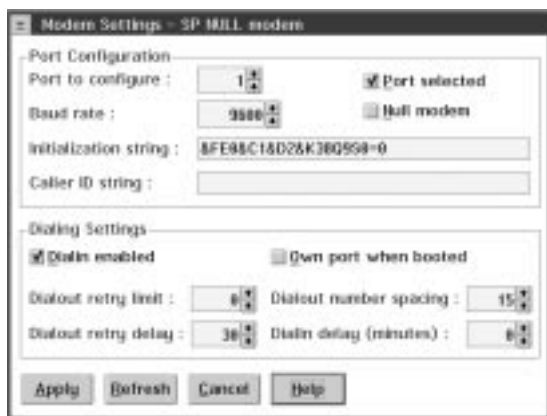 Modem Settings - SP NULL modem
Port Configuration
Port to configure : 1 Port selected
Baud rate : 9600 Null modem
Initialization string : &FE0&C1&D2&K3
Caller ID string :
Dialing Settings
Dialin enabled Own port when booted
Dialout retry limit : 0 Dialout number spacing : 15
Dialout retry delay : 30 Dialin delay (minutes) : 0
Apply Refresh Cancel Help